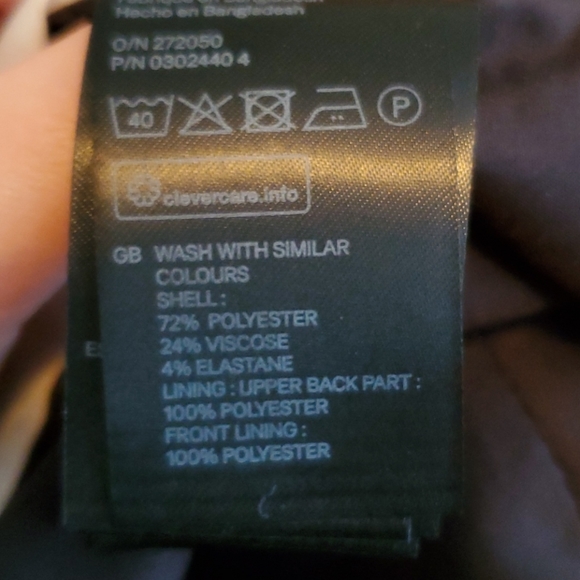 Hecho en Bangladesh
O/N 272050
P/N 0302440 4
40
P
clevercare.info
GB WASH WITH SIMILAR
COLOURS
SHELL :
72% POLYESTER
24% VISCOSE
4% ELASTANE
LINING : UPPER BACK PART :
100% POLYESTER
FRONT LINING :
100% POLYESTER